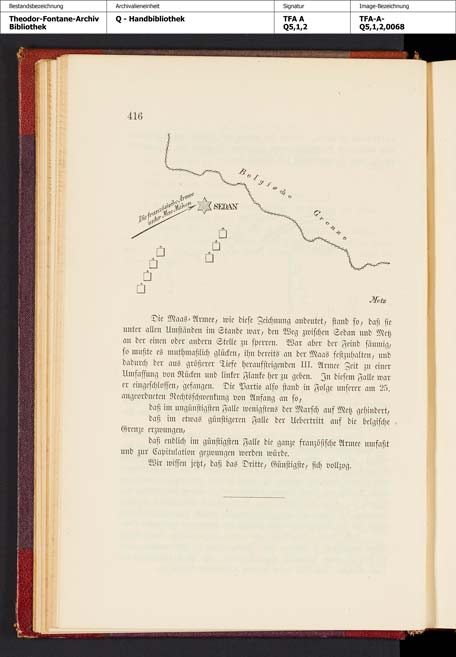 Bestandsbezeichnung
Theodor-Fontane-Archiv
Bibliothek
Archivalieneinheit
Q - Handbibliothek
Signatur
TFA A
Q5,1,2
Image-Bezeichnung
TFA-A-
Q5,1,2,0068
416
Belgische Grenze
Die französische Armee
unter Mac-Mahon
SEDAN
Metz
Die Maas-Armee, wie diese Zeichnung andeutet, stand so, daß sie
unter allen Umständen im Stande war, den Weg zwischen Sedan und Metz
an der einen oder andern Stelle zu sperren. War aber der Feind säumig,
so mußte es muthmaßlich glücken, ihn bereits an der Maas festzuhalten, und
dadurch der aus größerer Tiefe heraufsteigenden III. Armee Zeit zu einer
Umfassung von Rücken und linker Flanke her zu geben. In diesem Falle war
er eingeschlossen, gefangen. Die Partie also stand in Folge unserer am 25.
angeordneten Rechtsschwenkung von Anfang an so,
daß im ungünstigsten Falle wenigstens der Marsch auf Metz gehindert,
daß im etwas günstigeren Falle der Uebertritt auf die belgische
Grenze erzwungen,
daß endlich im günstigsten Falle die ganze französische Armee umfaßt
und zur Capitulation gezwungen werden würde.
Wir wissen jetzt, daß das Dritte, Günstigste, sich vollzog.